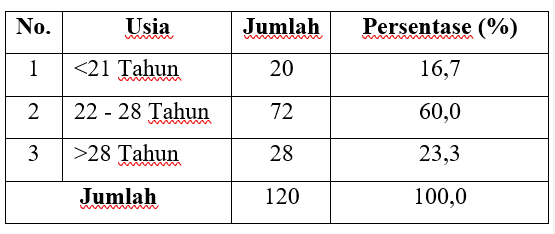 No. Usia Jumlah Persentase (%)
1 <21 Tahun 20 16,7
2 22 - 28 Tahun 72 60,0
3 >28 Tahun 28 23,3
Jumlah 120 100,0